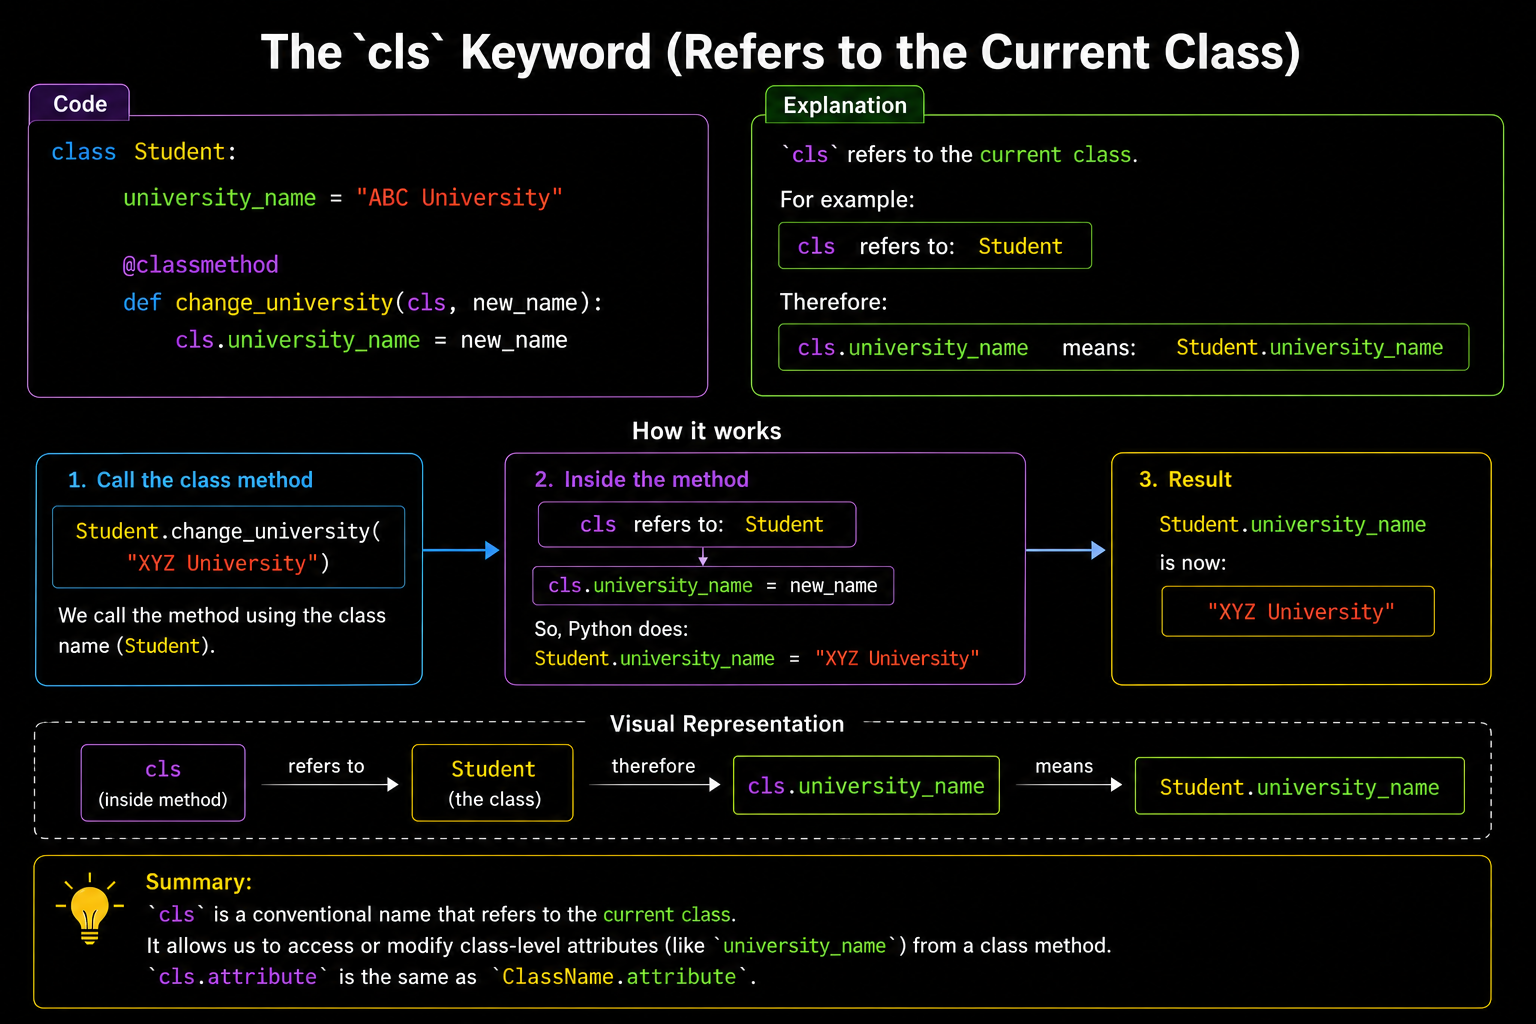 The `cls` Keyword (Refers to the Current Class)
Code
class Student:
university_name = "ABC University"
@classmethod
def change_university(cls, new_name):
cls.university_name = new_name
Explanation
`cls` refers to the current class.
For example:
cls refers to: Student
Therefore:
cls.university_name means: Student.university_name
How it works
1. Call the class method
Student.change_university(
"XYZ University")
We call the method using the class
name (Student).
2. Inside the method
cls refers to: Student
cls.university_name = new_name
So, Python does:
Student.university_name = "XYZ University"
3. Result
Student.university_name
is now:
"XYZ University"
Visual Representation
cls
(inside method)
refers to
Student
(the class)
therefore
cls.university_name
means
Student.university_name
Summary:
`cls` is a conventional name that refers to the current class.
It allows us to access or modify class-level attributes (like `university_name`) from a class method.
`cls.attribute` is the same as `ClassName.attribute`.